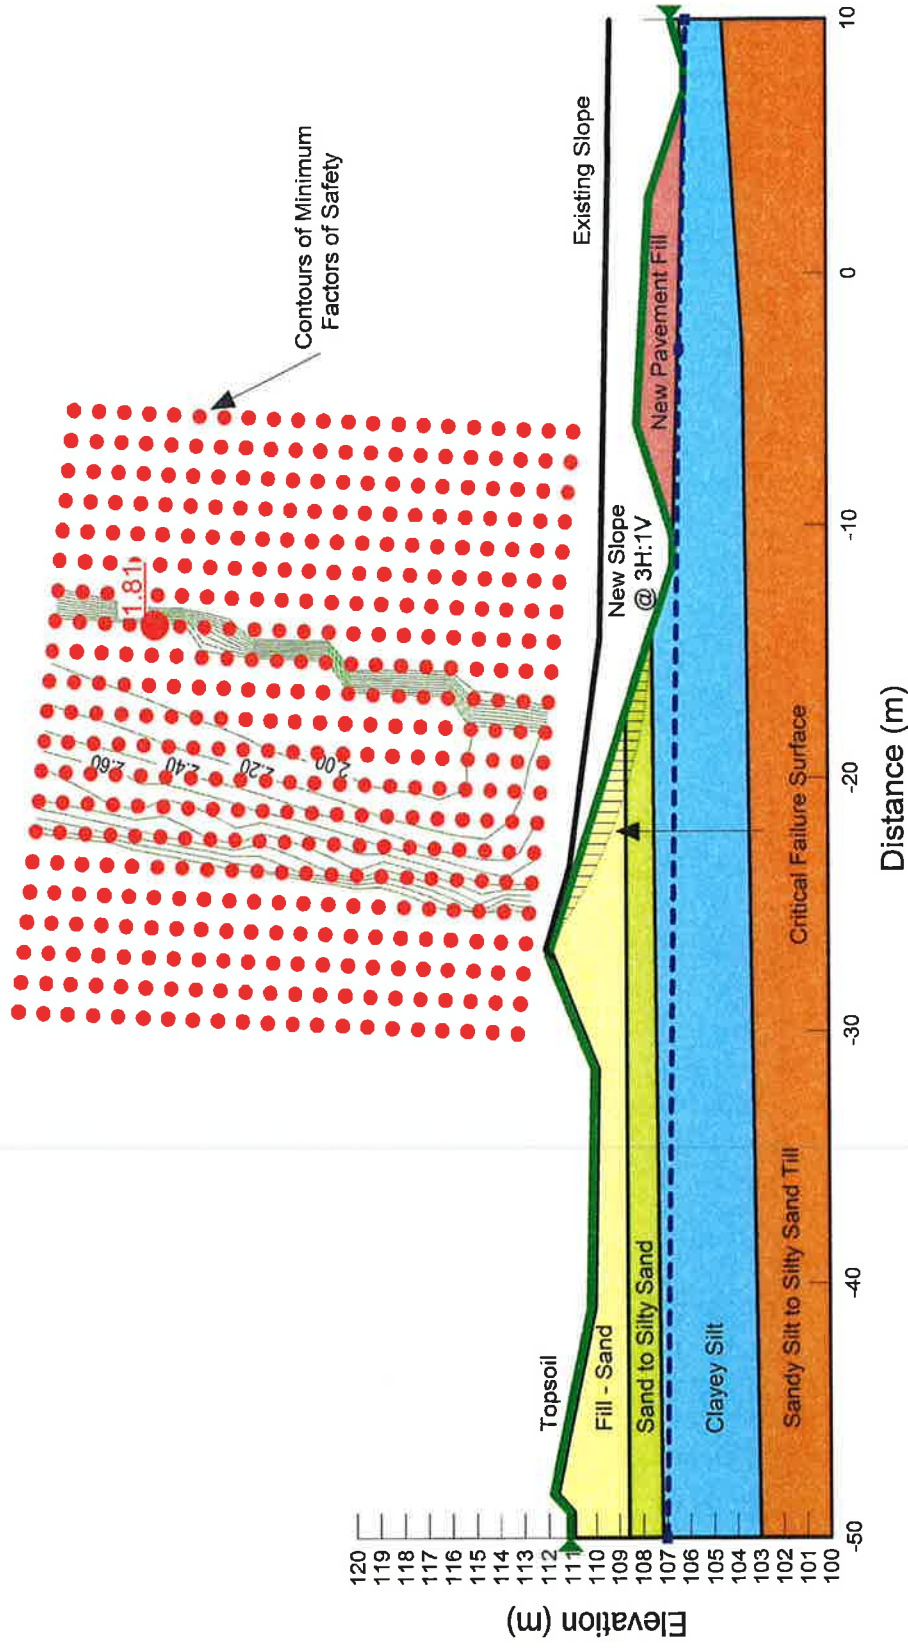 Contours of Minimum
Factors of Safety
1.81
2.60
2.40
2.20
2.00
Existing Slope
New Slope
@ 3H:1V
New Pavement Fill
Topsoil
Fill - Sand
Sand to Silty Sand
Clayey Silt
Sandy Silt to Silty Sand Till
Critical Failure Surface
Elevation (m)
120
119
118
117
116
115
114
113
112
111
110
109
108
107
106
105
104
103
102
101
100
-50
-40
-30
-20
-10
0
10
Distance (m)